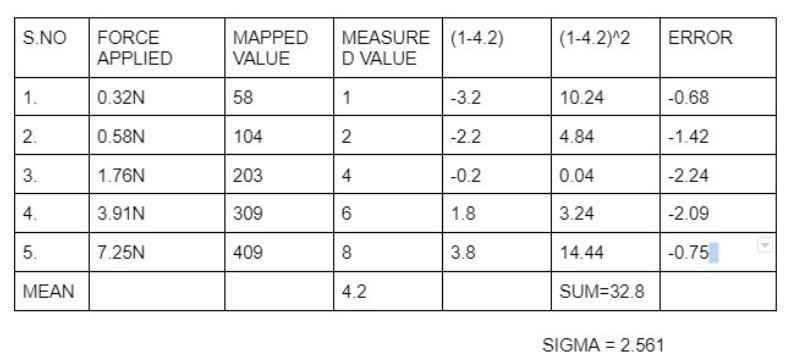 S.NO FORCE APPLIED MAPPED VALUE MEASURE D VALUE (1-4.2) (1-4.2)^2 ERROR
1. 0.32N 58 1 -3.2 10.24 -0.68
2. 0.58N 104 2 -2.2 4.84 -1.42
3. 1.76N 203 4 -0.2 0.04 -2.24
4. 3.91N 309 6 1.8 3.24 -2.09
5. 7.25N 409 8 3.8 14.44 -0.75
MEAN 4.2 SUM=32.8
SIGMA = 2.561